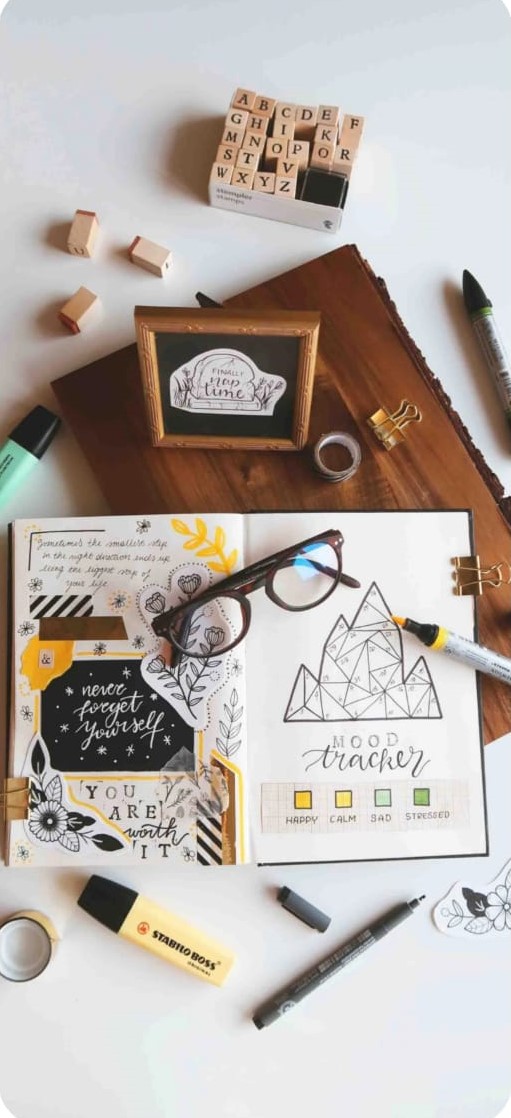 A B C D E F
G H I K
M N O P R
S T V
W X Y Z
stampler
stamps
FINALLY
nap
time
Sometimes the smallest step
in the right direction ends up
being the biggest step of
your life.
&
never
forget
yourself
YOU
ARE
worth
IT
MOOD
tracker
HAPPY CALM SAD STRESSED
STABILO BOSS
ORIGINAL